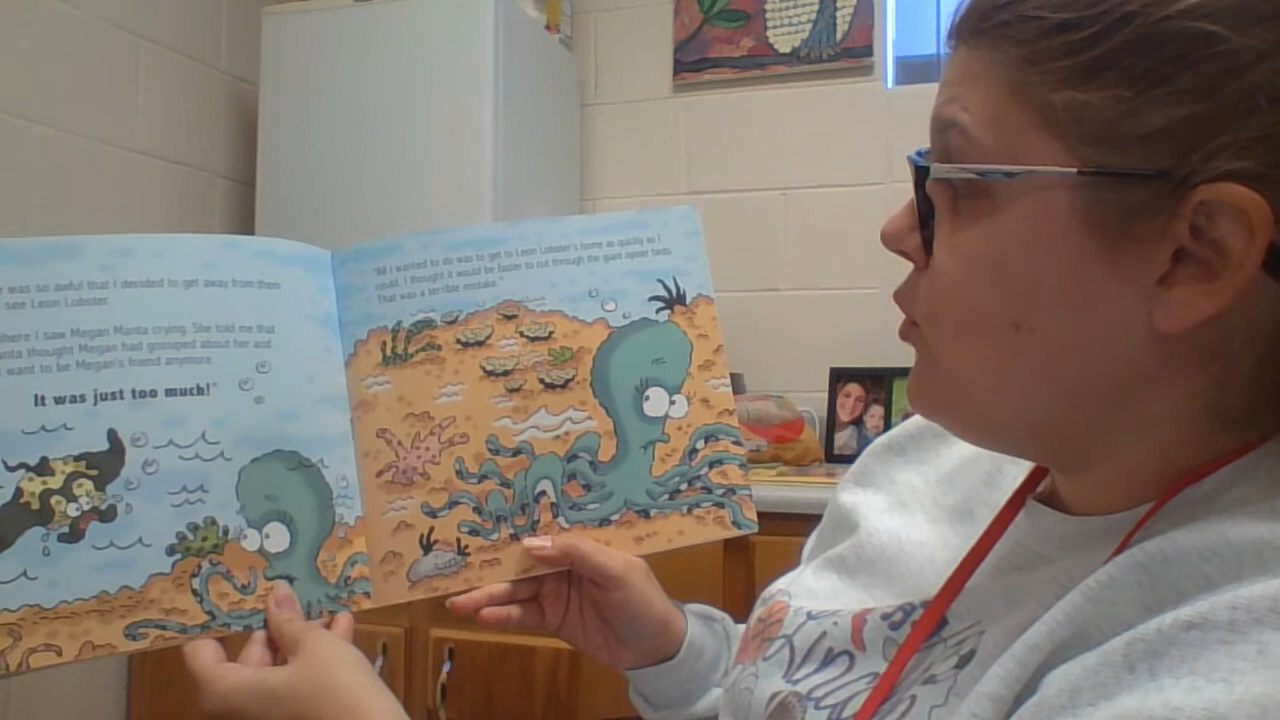 was so awful that I decided to get away from them
see Leon Lobster.
there I saw Megan Manta crying. She told me that
thought Megan had gossiped about her and
want to be Megan's friend anymore.
It was just too much!"
"All I wanted to do was to get to Leon Lobster's home as quickly as I
could. I thought it would be faster to cut through the giant oyster beds.
That was a terrible mistake."